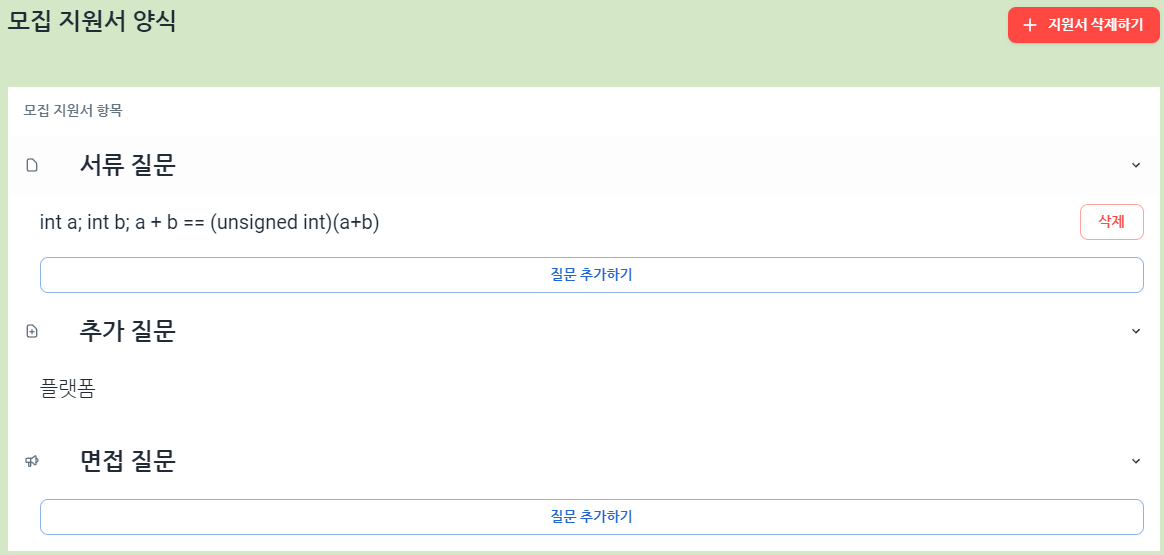 모집 지원서 양식
지원서 삭제하기
모집 지원서 항목
서류 질문
int a; int b; a + b == (unsigned int)(a+b)
삭제
질문 추가하기
추가 질문
플랫폼
면접 질문
질문 추가하기